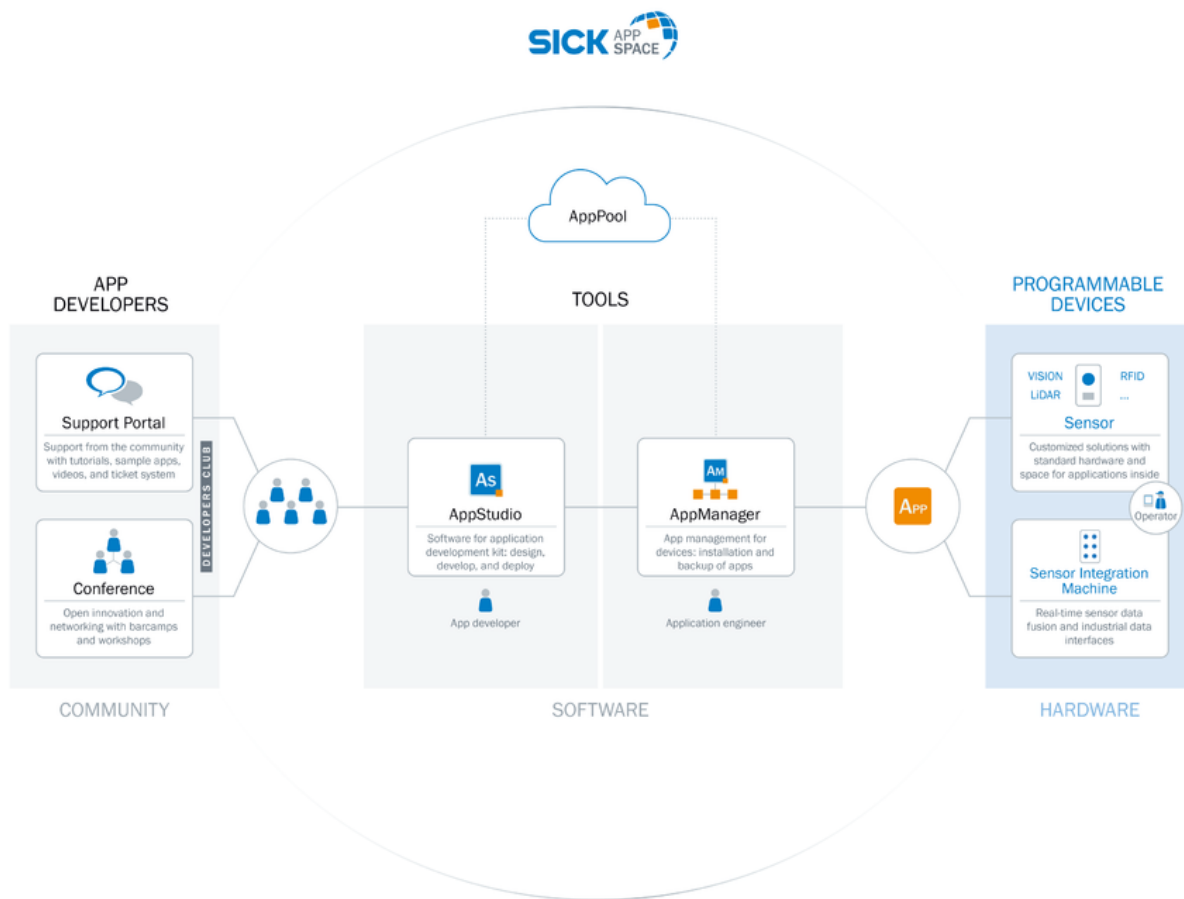 SICK APP
SPACE
AppPool
APP
DEVELOPERS
TOOLS
PROGRAMMABLE
DEVICES
Support Portal
Support from the community
with tutorials, sample apps,
videos, and ticket system
DEVELOPERS CLUB
Conference
Open innovation and
networking with barcamps
and workshops
As
AppStudio
Software for application
development kit: design,
develop, and deploy
App developer
AM
AppManager
App management for
devices: installation and
backup of apps
Application engineer
APP
VISION
RFID
LiDAR
...
Sensor
Customized solutions with
standard hardware and
space for applications inside
Operator
Sensor Integration
Machine
Real-time sensor data
fusion and industrial data
interfaces
COMMUNITY
SOFTWARE
HARDWARE